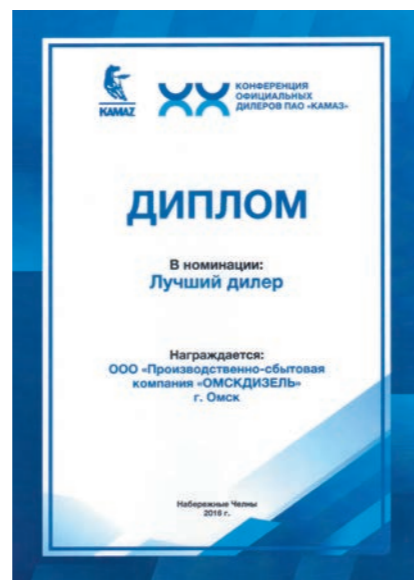 KAMAZ
XX
КОНФЕРЕНЦИЯ
ОФИЦИАЛЬНЫХ
ДИЛЕРОВ ПАО «КАМАЗ»
ДИПЛОМ
В номинации:
Лучший дилер
Награждается:
ООО «Производственно-сбытовая
компания «ОМСКДИЗЕЛЬ»
г. Омск
Набережные Челны
2016 г.